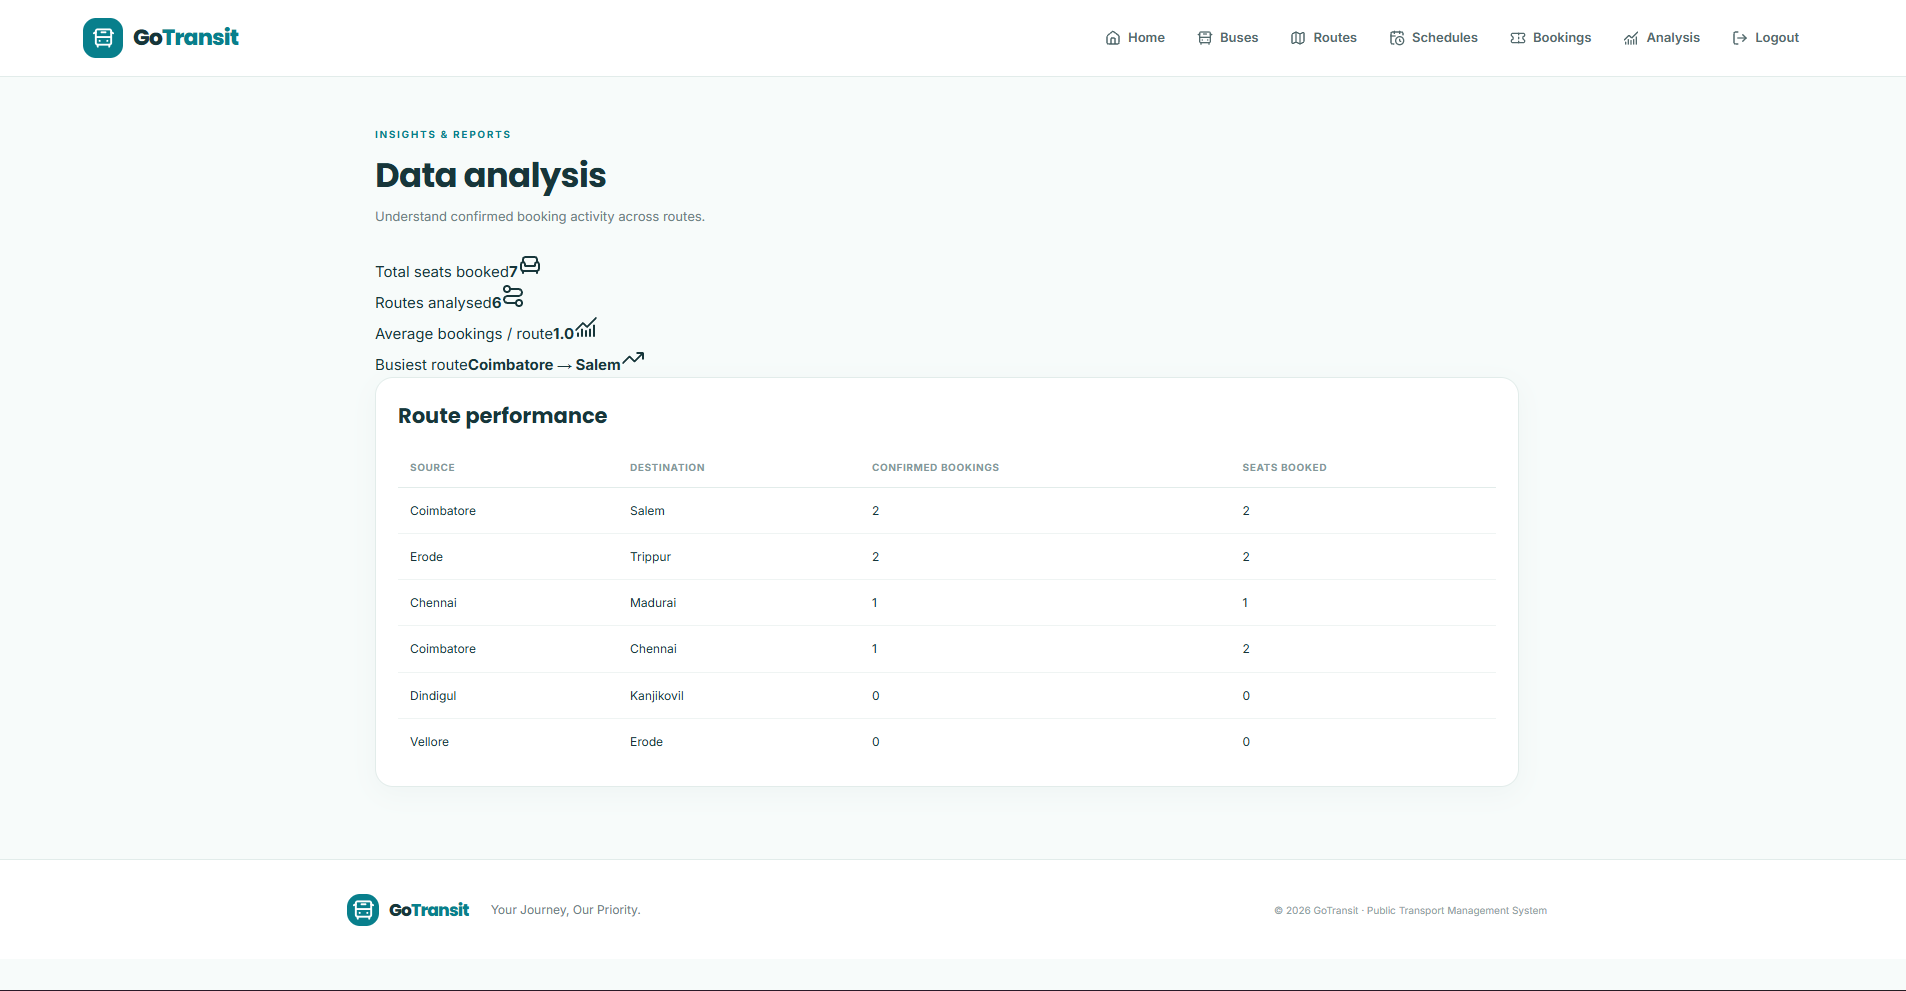 GoTransit
Home Buses Routes Schedules Bookings Analysis Logout
INSIGHTS & REPORTS
Data analysis
Understand confirmed booking activity across routes.
Total seats booked7
Routes analysed6
Average bookings / route1.0
Busiest routeCoimbatore → Salem
Route performance
SOURCE DESTINATION CONFIRMED BOOKINGS SEATS BOOKED
Coimbatore Salem 2 2
Erode Trippur 2 2
Chennai Madurai 1 1
Coimbatore Chennai 1 2
Dindigul Kanjikovil 0 0
Vellore Erode 0 0
GoTransit Your Journey, Our Priority. © 2026 GoTransit · Public Transport Management System